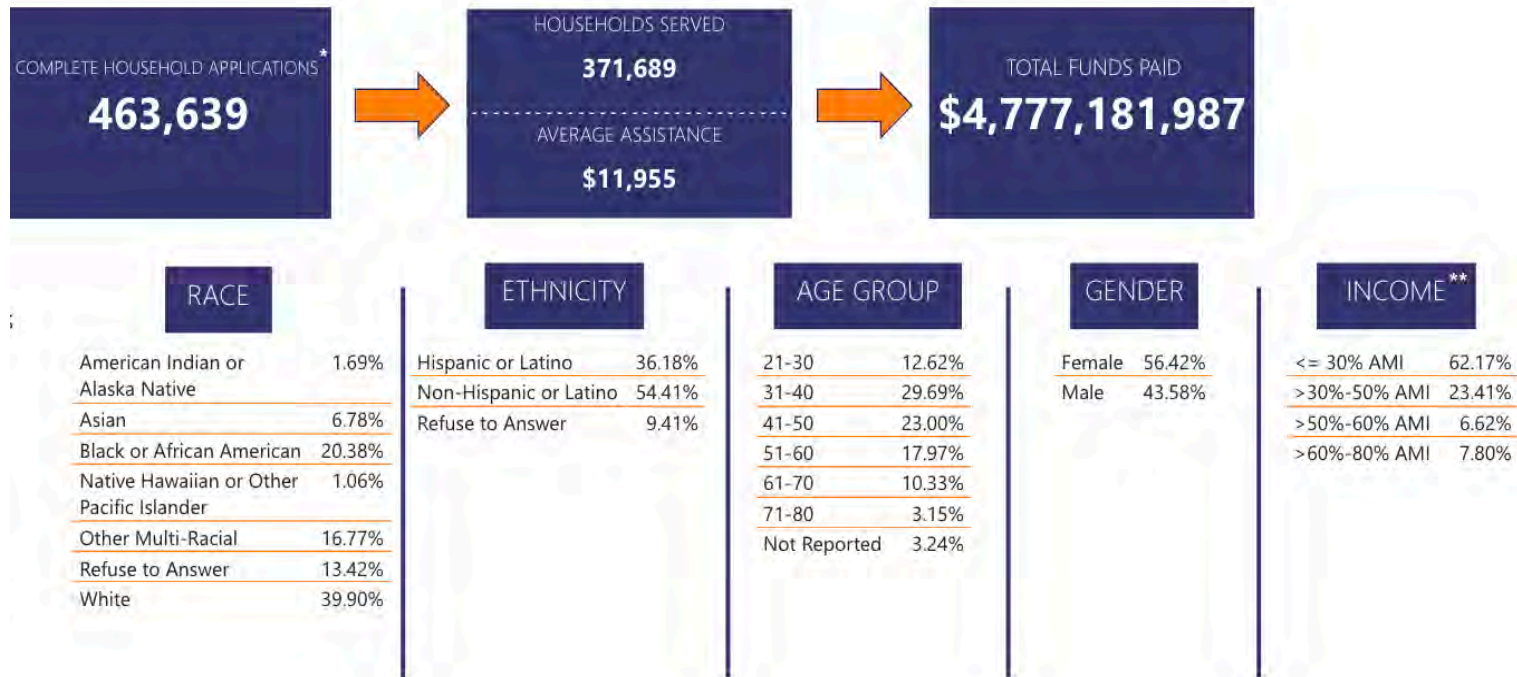 COMPLETE HOUSEHOLD APPLICATIONS*
463,639
HOUSEHOLDS SERVED
371,689
AVERAGE ASSISTANCE
$11,955
TOTAL FUNDS PAID
$4,777,181,987
RACE
American Indian or 1.69%
Alaska Native
Asian 6.78%
Black or African American 20.38%
Native Hawaiian or Other 1.06%
Pacific Islander
Other Multi-Racial 16.77%
Refuse to Answer 13.42%
White 39.90%
ETHNICITY
Hispanic or Latino 36.18%
Non-Hispanic or Latino 54.41%
Refuse to Answer 9.41%
AGE GROUP
21-30 12.62%
31-40 29.69%
41-50 23.00%
51-60 17.97%
61-70 10.33%
71-80 3.15%
Not Reported 3.24%
GENDER
Female 56.42%
Male 43.58%
INCOME**
<= 30% AMI 62.17%
>30%-50% AMI 23.41%
>50%-60% AMI 6.62%
>60%-80% AMI 7.80%